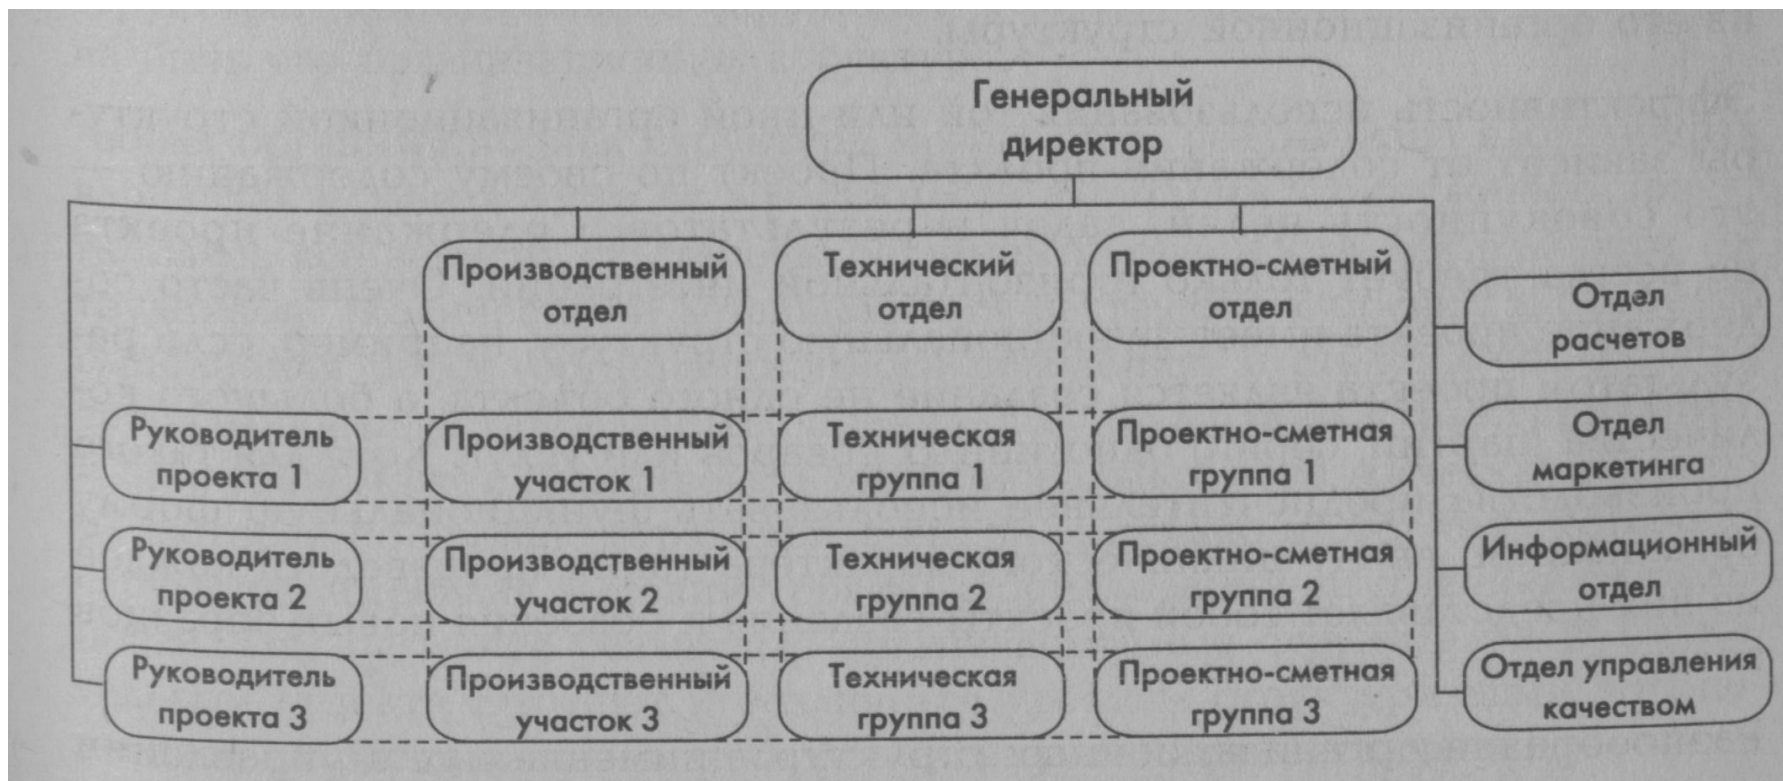 Генеральный
директор
Производственный
отдел
Технический
отдел
Проектно-сметный
отдел
Отдел
расчетов
Руководитель
проекта 1
Производственный
участок 1
Техническая
группа 1
Проектно-сметная
группа 1
Отдел
маркетинга
Руководитель
проекта 2
Производственный
участок 2
Техническая
группа 2
Проектно-сметная
группа 2
Информационный
отдел
Руководитель
проекта 3
Производственный
участок 3
Техническая
группа 3
Проектно-сметная
группа 3
Отдел управления
качеством